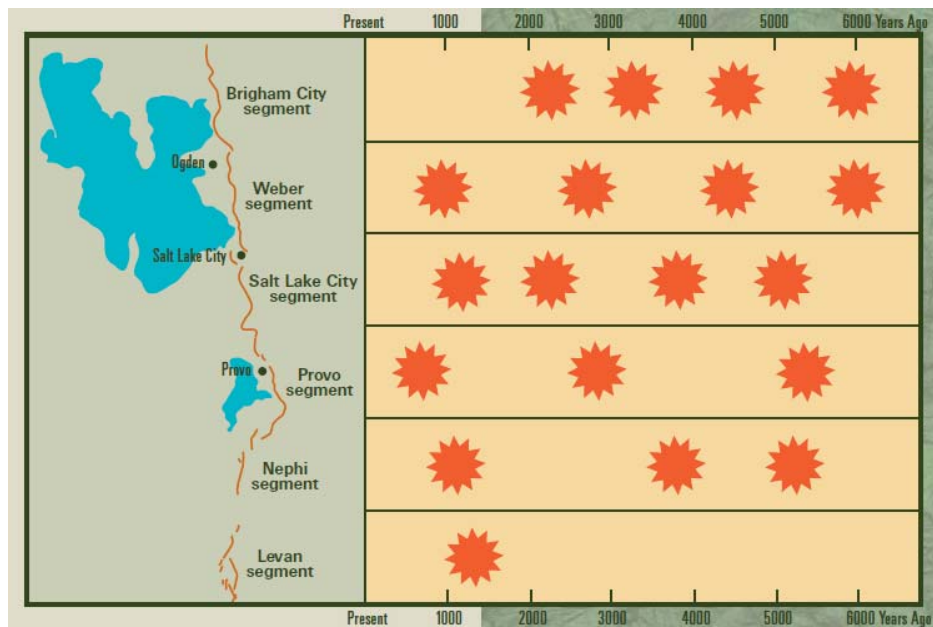 Present 1000 2000 3000 4000 5000 6000 Years Ago
Brigham City
segment
Ogden
Weber
segment
Salt Lake City
Salt Lake City
segment
Provo
Provo
segment
Nephi
segment
Levan
segment
Present 1000 2000 3000 4000 5000 6000 Years Ago